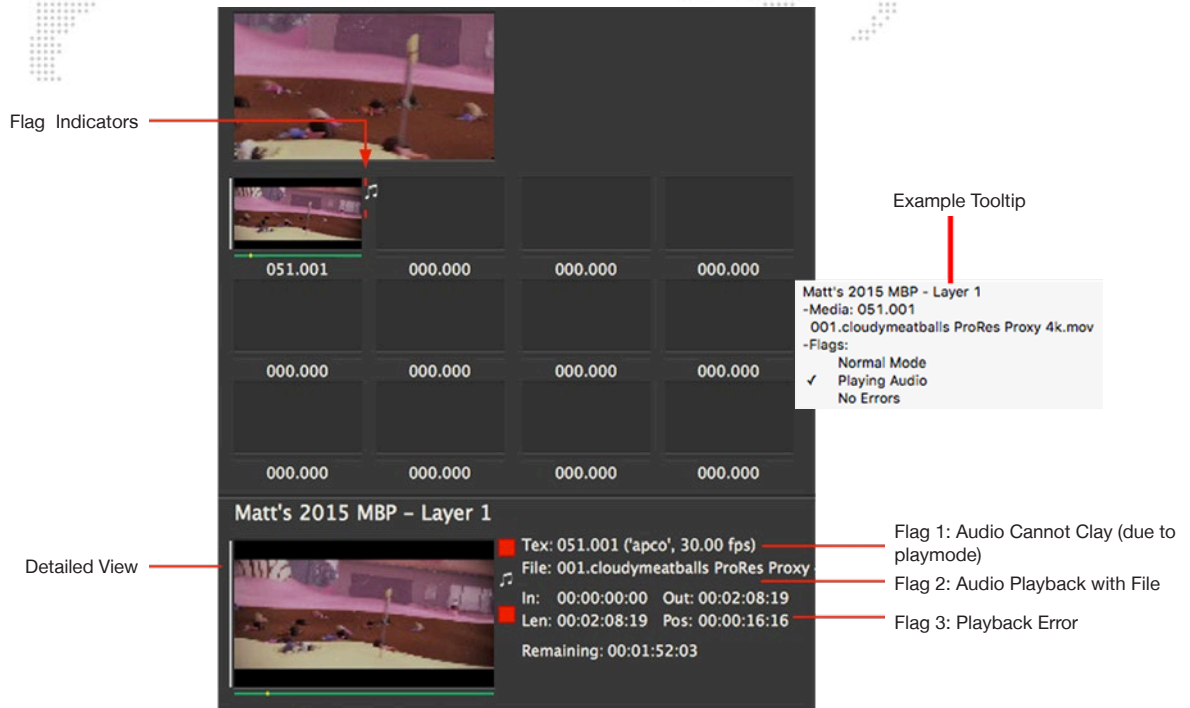 Flag Indicators
Example Tooltip
051.001
000.000
000.000
000.000
Matt's 2015 MBP - Layer 1
-Media: 051.001
001.cloudymeatballs ProRes Proxy 4k.mov
-Flags:
Normal Mode
✓ Playing Audio
No Errors
000.000
000.000
000.000
000.000
000.000
000.000
000.000
000.000
Matt's 2015 MBP – Layer 1
Detailed View
Tex: 051.001 ('apco', 30.00 fps)
File: 001.cloudymeatballs ProRes Proxy
In: 00:00:00:00 Out: 00:02:08:19
Len: 00:02:08:19 Pos: 00:00:16:16
Remaining: 00:01:52:03
Flag 1: Audio Cannot Clay (due to
playmode)
Flag 2: Audio Playback with File
Flag 3: Playback Error